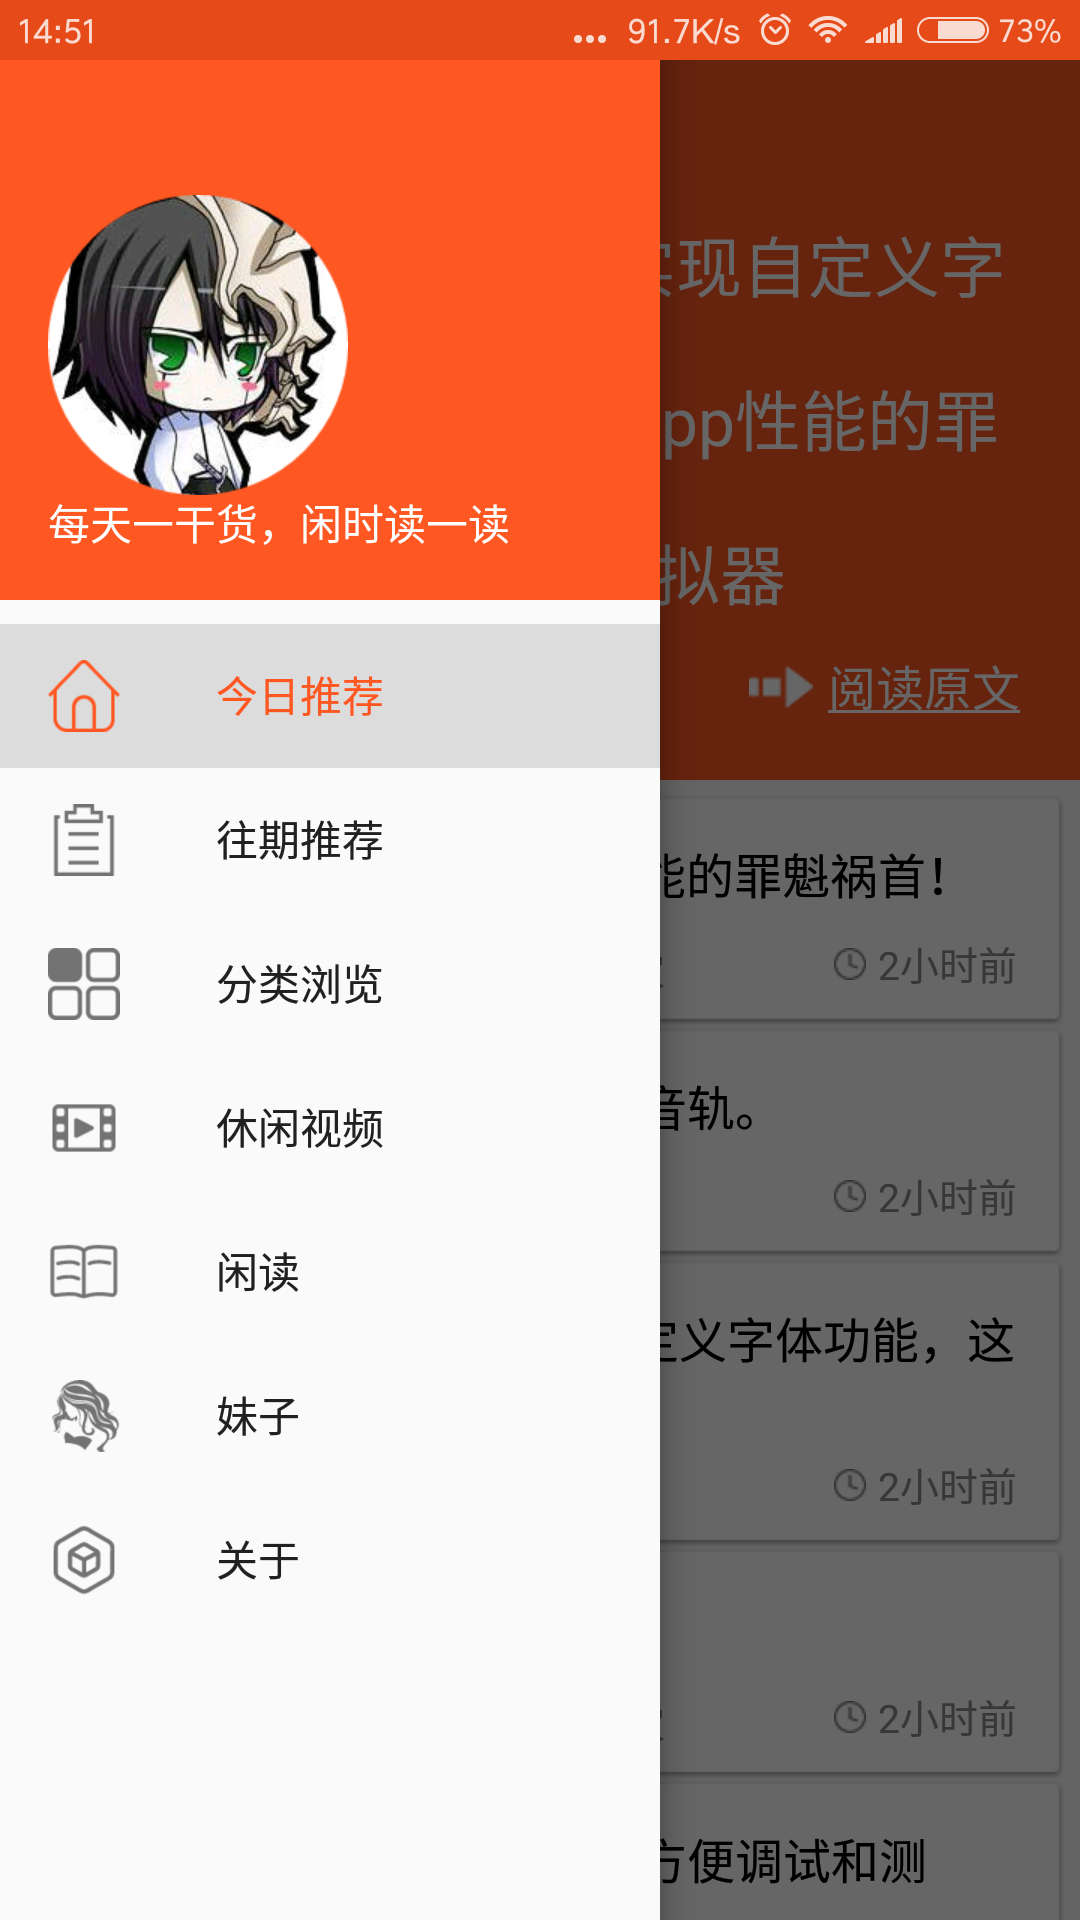 14:51
... 91.7K/s 73%
每天一干货，闲时读一读
今日推荐
往期推荐
分类浏览
休闲视频
闲读
妹子
关于
现自定义字
pp性能的罪
拟器
阅读原文
能的罪魁祸首！
2小时前
音轨。
2小时前
定义字体功能，这
2小时前
2小时前
方便调试和测